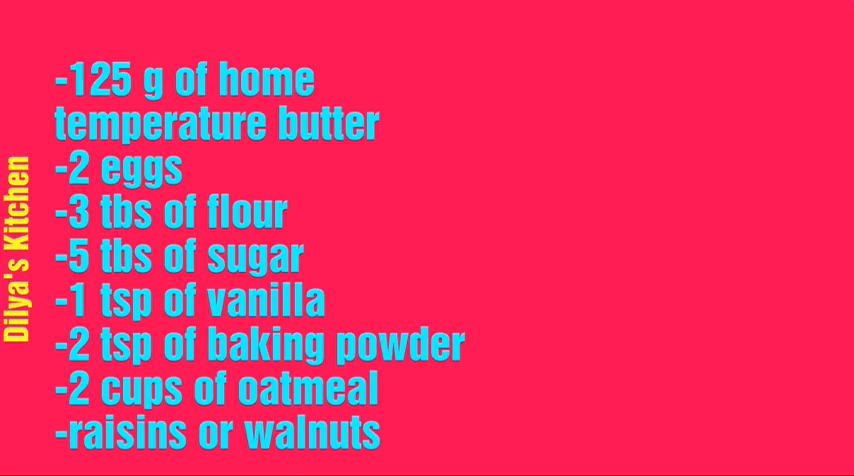 -125 g of home
temperature butter
-2 eggs
-3 tbs of flour
-5 tbs of sugar
-1 tsp of vanilla
-2 tsp of baking powder
-2 cups of oatmeal
-raisins or walnuts
Dilya's Kitchen